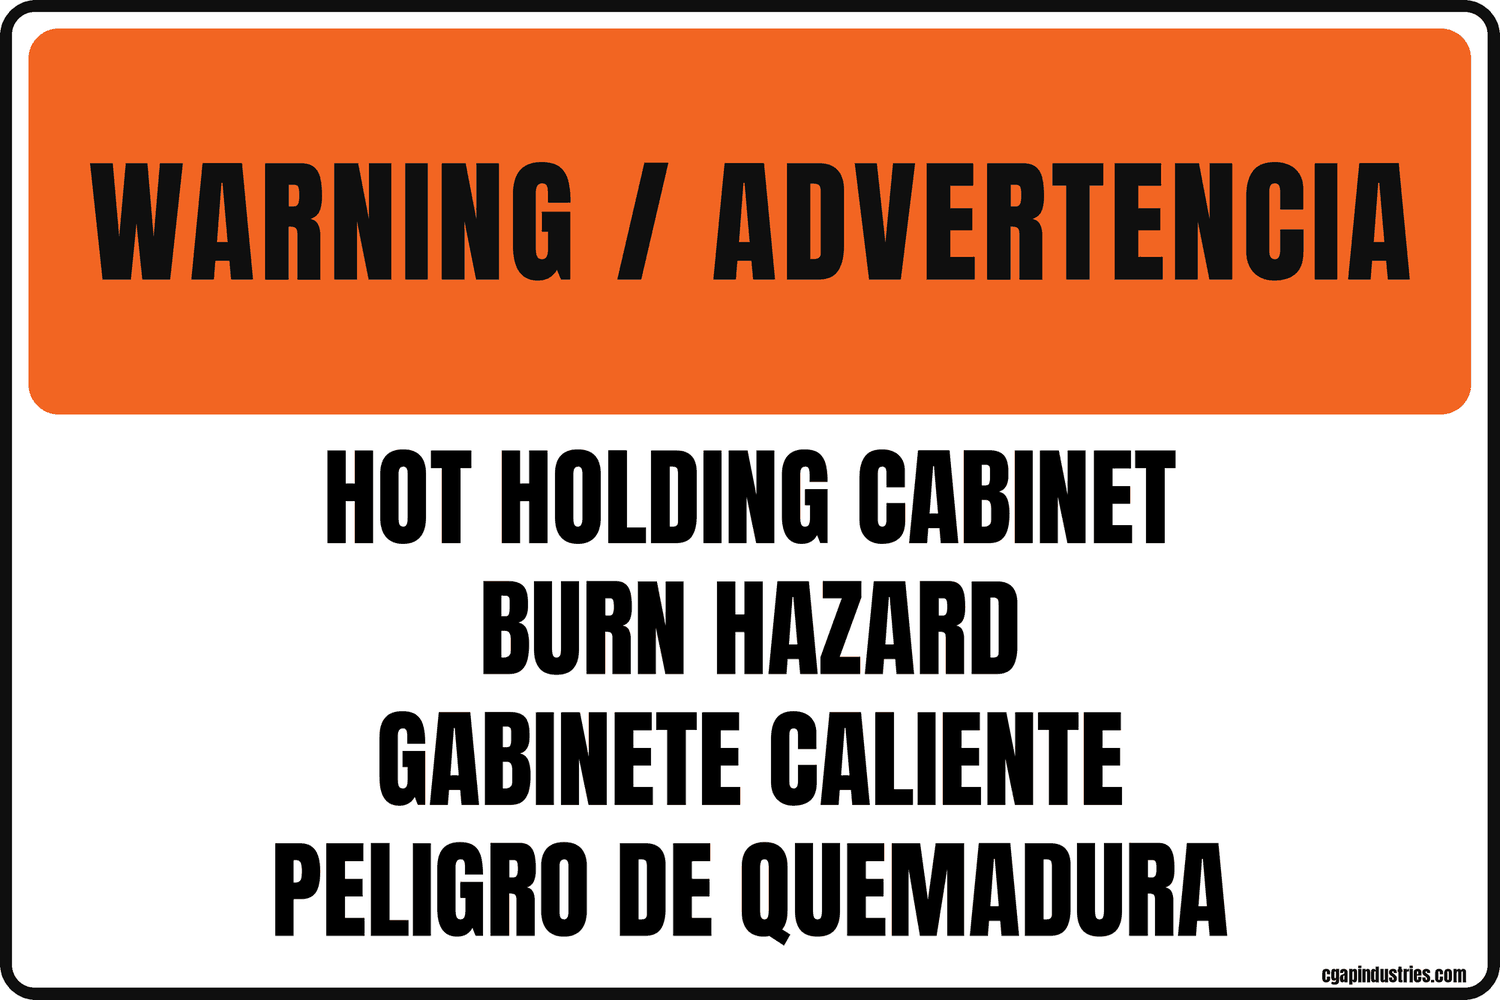 WARNING / ADVERTENCIA
HOT HOLDING CABINET
BURN HAZARD
GABINETE CALIENTE
PELIGRO DE QUEMADURA
cgapindustries.com